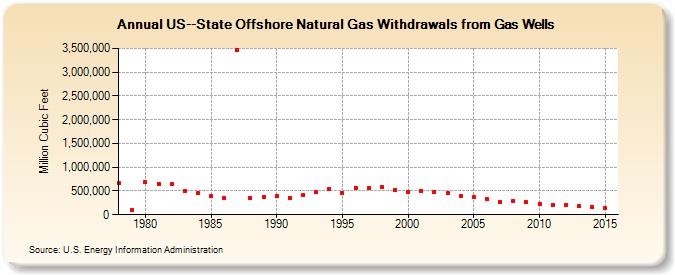 Annual US--State Offshore Natural Gas Withdrawals from Gas Wells
Million Cubic Feet
3,500,000
3,000,000
2,500,000
2,000,000
1,500,000
1,000,000
500,000
0
1980 1985 1990 1995 2000 2005 2010 2015
Source: U.S. Energy Information Administration